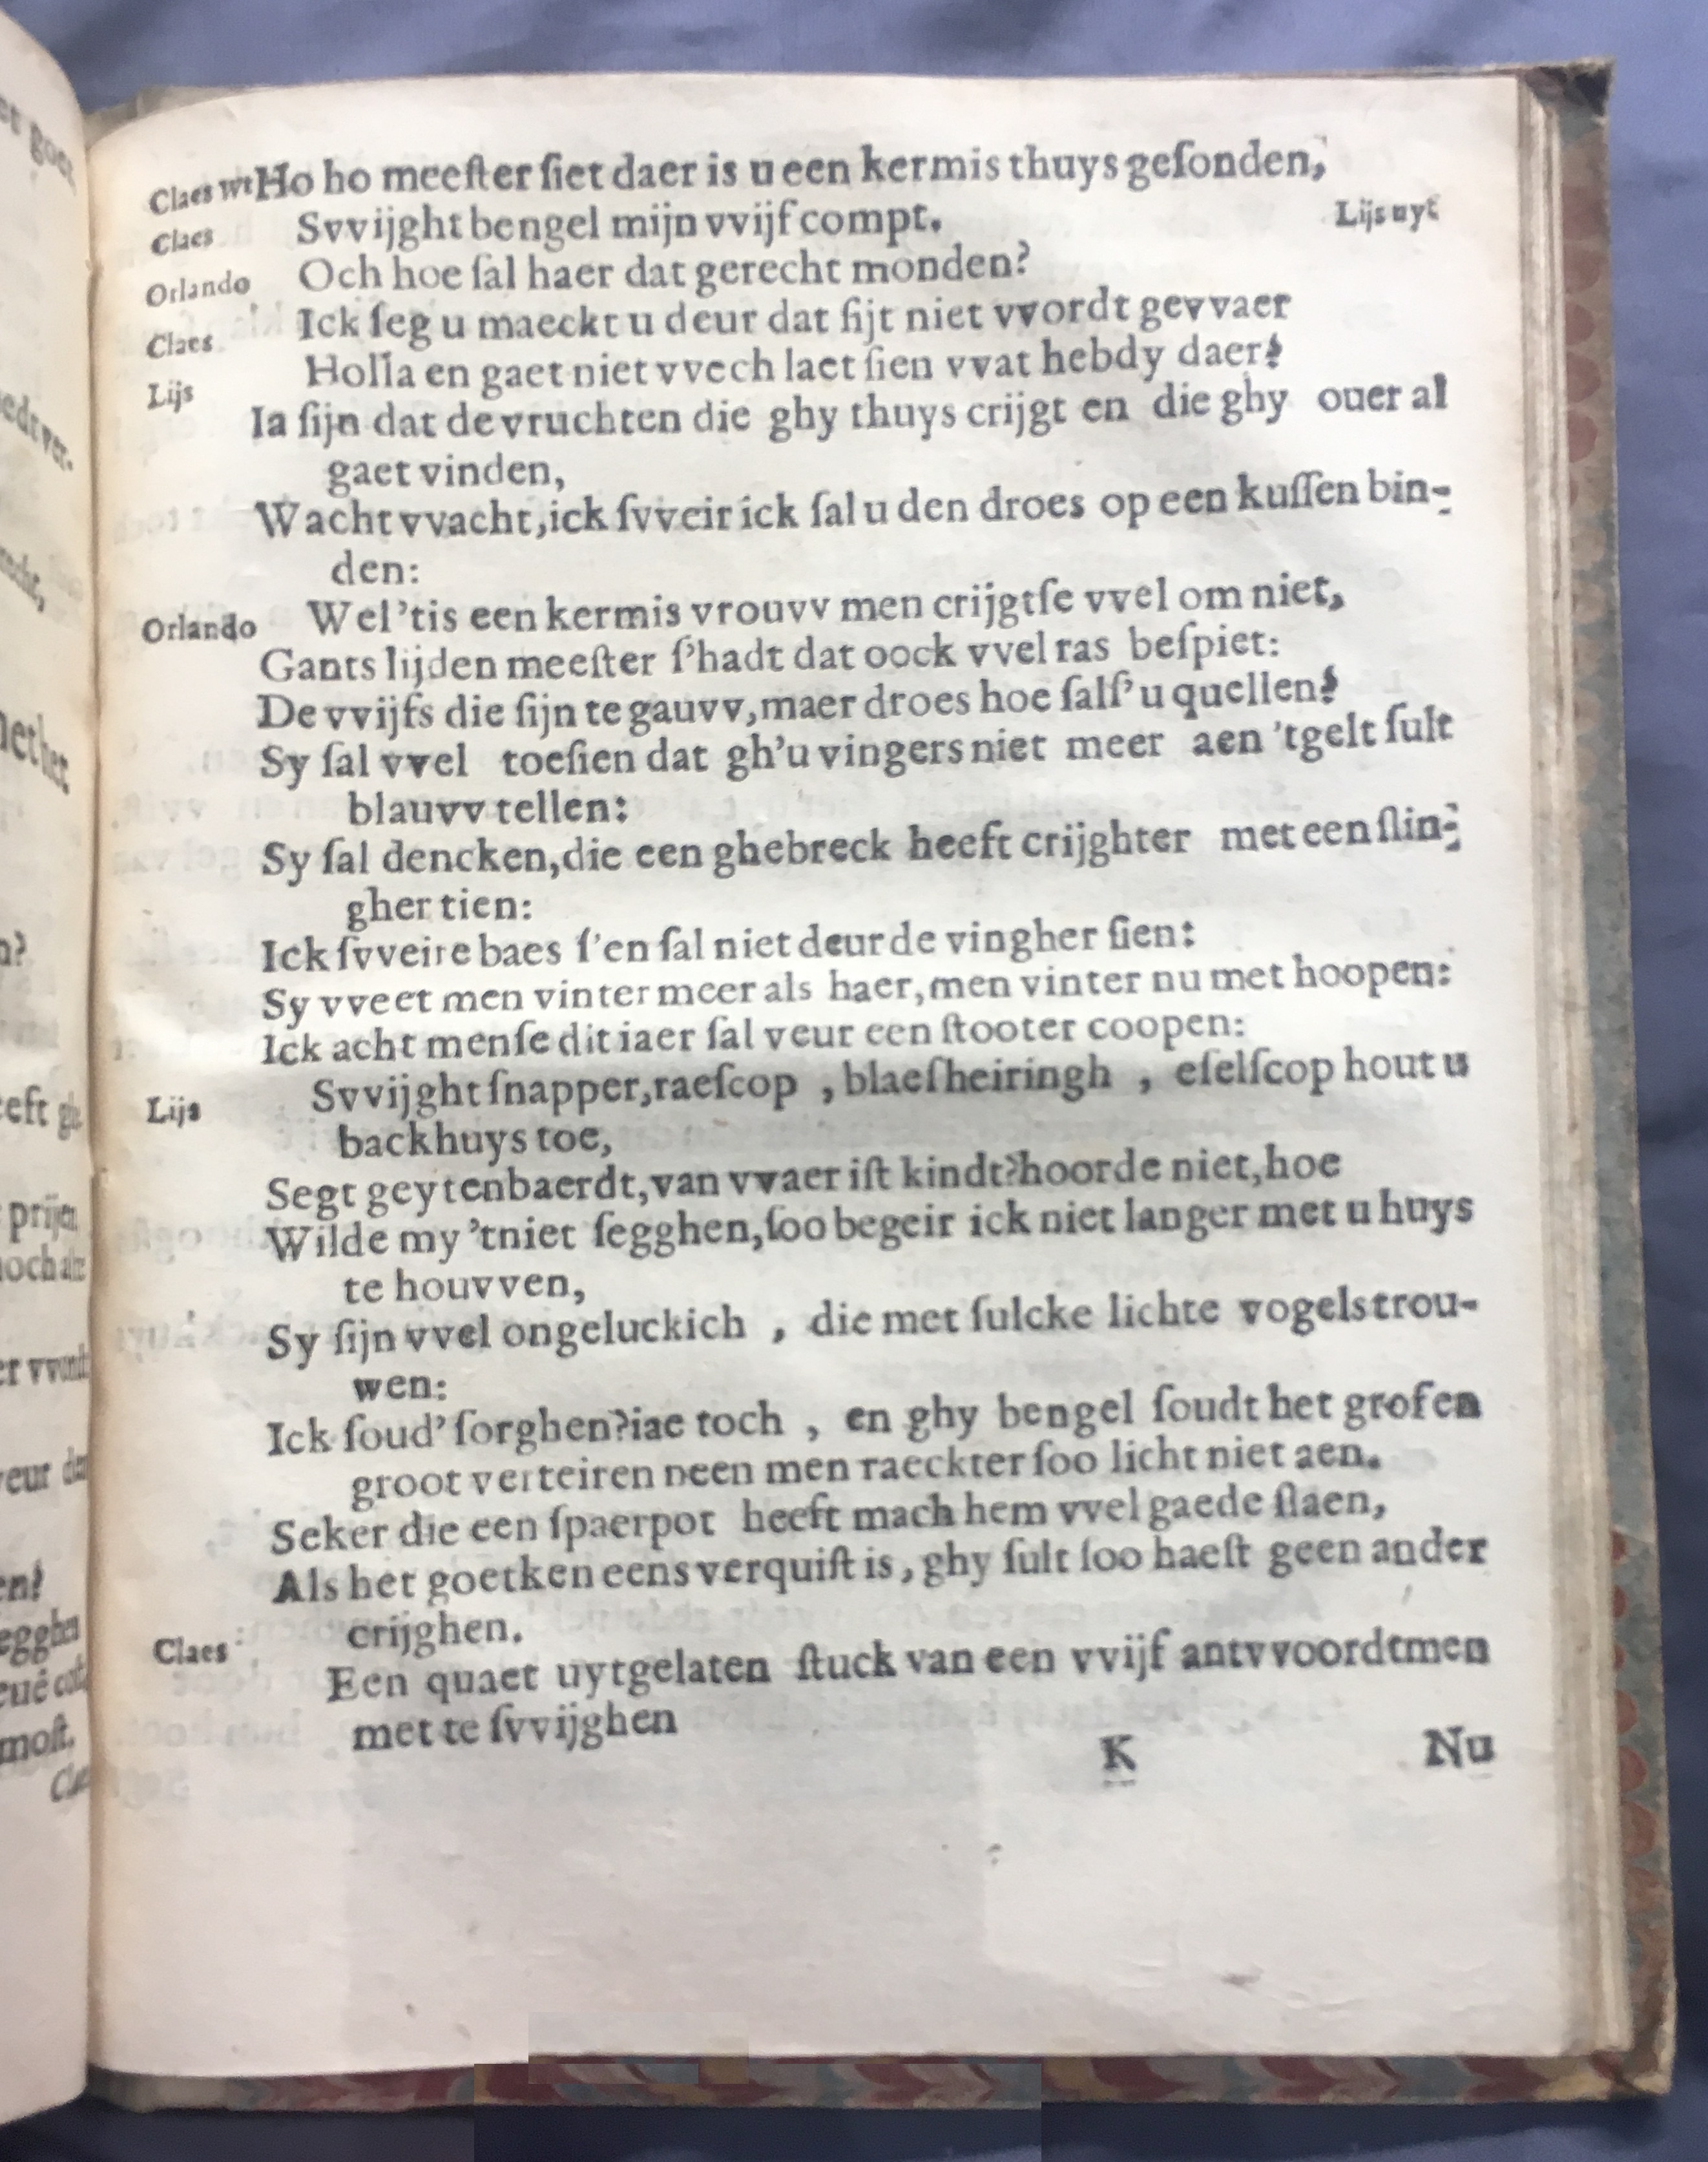 Claes wt Ho ho meeſter ſiet daer is u een kermis thuys geſonden,
Claes Svvijght bengel mijn vvijf compt. Lijs uyt
Orlando Och hoe ſal haer dat gerecht monden?
Claes Ick ſeg u maeckt u deur dat ſijt niet vvordt gevvaer
Lijs Holla en gaet niet vvech laet ſien vvat hebdy daer?
Ia ſijn dat de vruchten die ghy thuys crijgt en die ghy ouer al
gaet vinden,
Wacht vvacht, ick ſvveir ick ſal u den droes op een kuſſen bin-
den:
Orlando Wel 'tis een kermis vrouvv men crijgtſe vvel om niet,
Gants lijden meeſter ſ'hadt dat oock vvel ras beſpiet:
De vvijfs die ſijn te gauvv, maer droes hoe ſalſ' u quellen?
Sy ſal vvel toeſien dat gh'u vingers niet meer aen 'tgelt ſult
blauvv tellen:
Sy ſal dencken, die een ghebreck heeft crijghter met een ſlin-
gher tien:
Ick ſvveire baes ſ'en ſal niet deur de vingher ſien:
Sy vveet men vinter meer als haer, men vinter nu met hoopen:
Ick acht menſe dit iaer ſal veur een ſtooter coopen:
Lijs Svvijght ſnapper, raeſcop , blaeſheiringh , eſelſcop hout u
backhuys toe,
Segt geytenbaerdt, van vvaer iſt kindt? hoorde niet, hoe
Wilde my 'tniet ſegghen, ſoo begeir ick niet langer met u huys
te houvven,
Sy ſijn vvel ongeluckich , die met ſulcke lichte vogels trou-
wen:
Ick ſoud' ſorghen? iae toch , en ghy bengel ſoudt het grof en
groot verteiren neen men raeckter ſoo licht niet aen.
Seker die een ſpaerpot heeft mach hem vvel gaede ſlaen,
Als het goetken eens verquiſt is, ghy ſult ſoo haeſt geen ander
crijghen.
Claes Een quaet uytgelaten ſtuck van een vvijf antvvoordtmen
met te ſvvijghen
K Nu